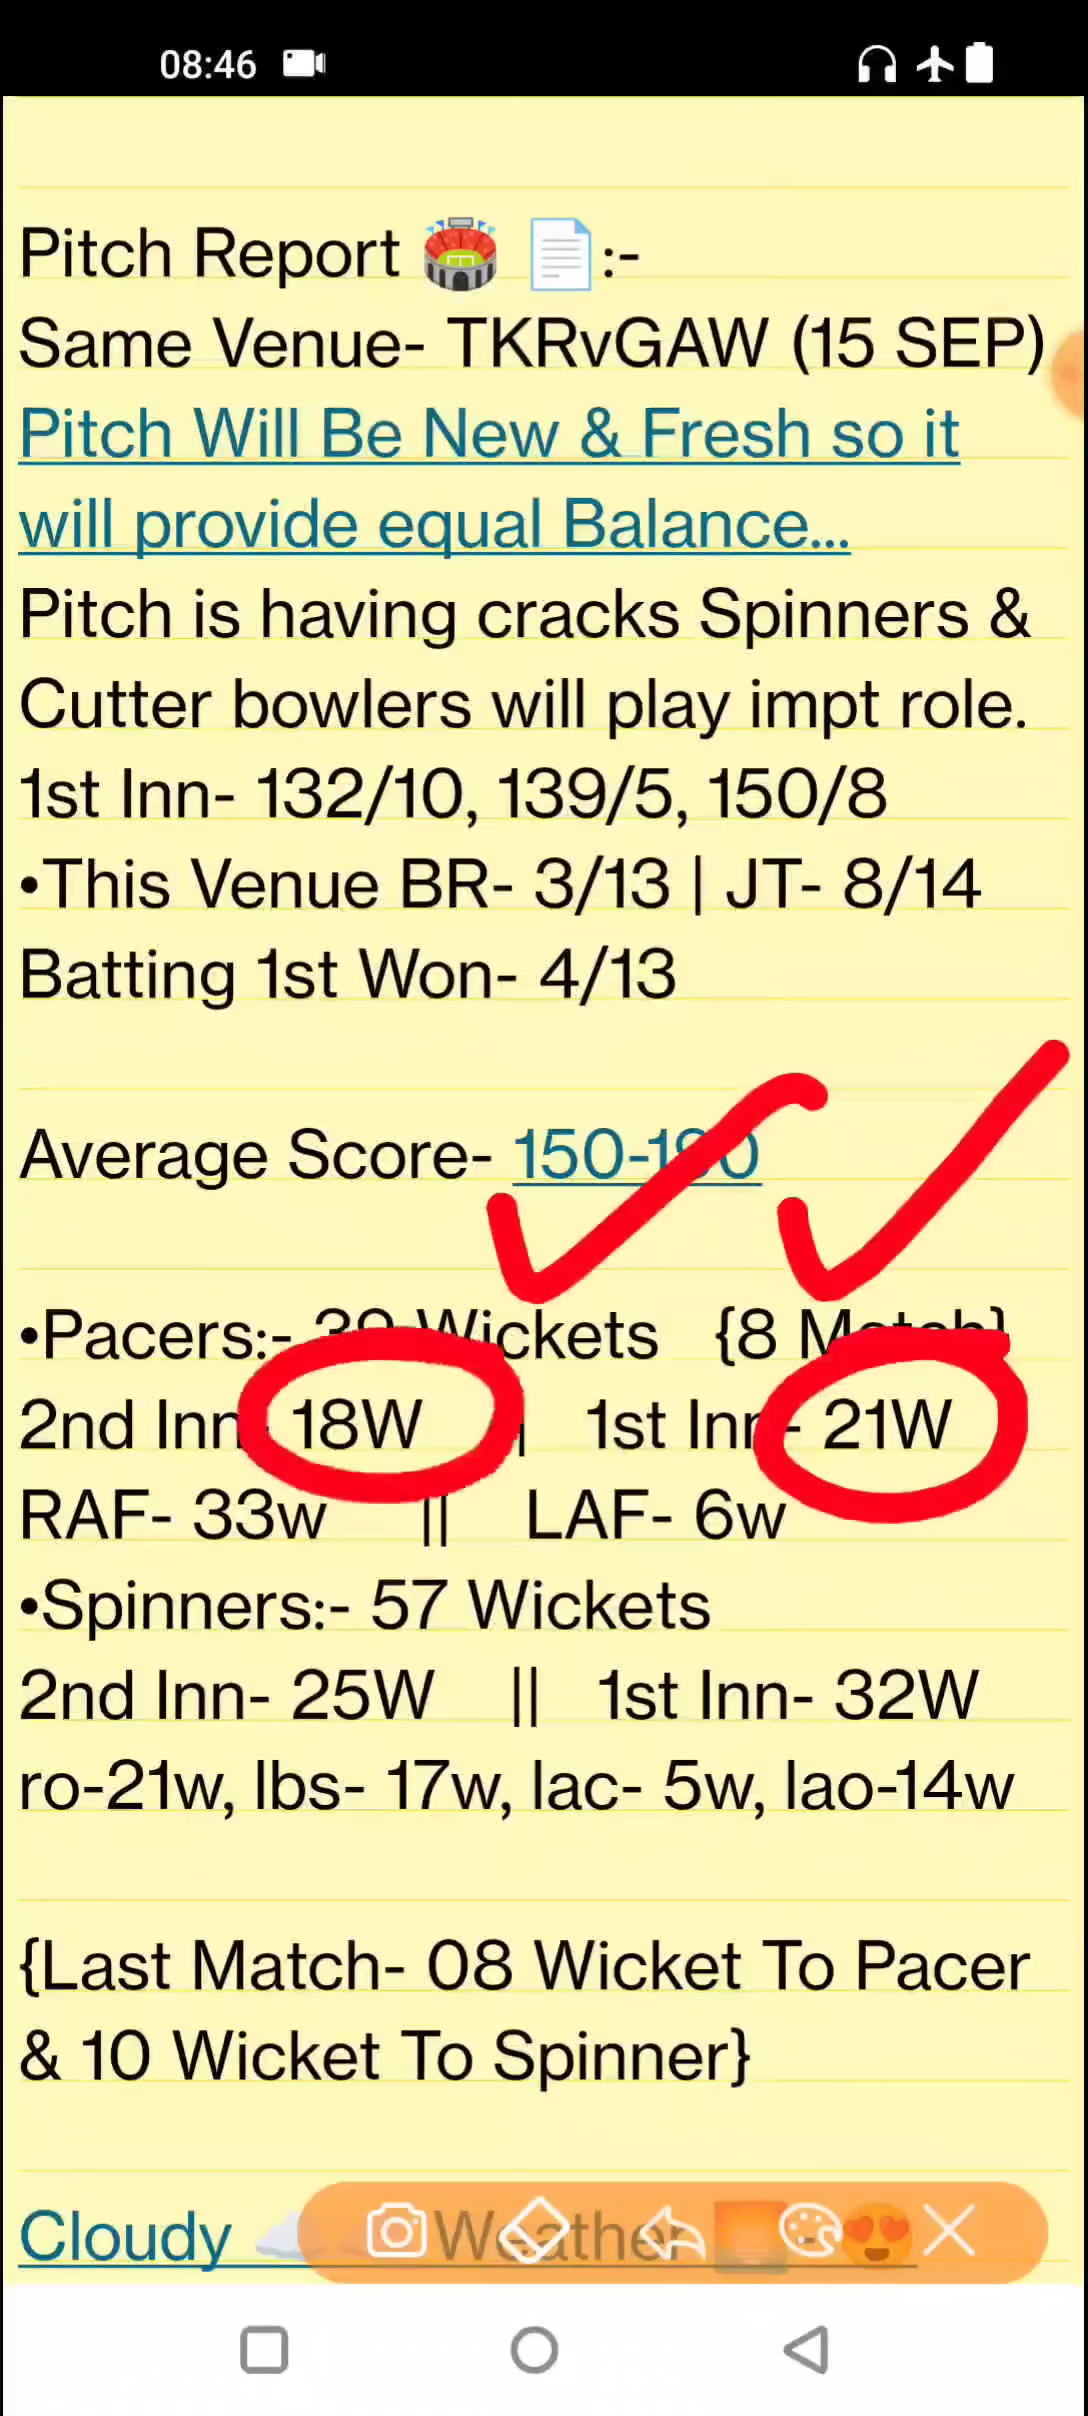 08:46
Pitch Report :-
Same Venue- TKRvGAW (15 SEP)
Pitch Will Be New & Fresh so it
will provide equal Balance...
Pitch is having cracks Spinners &
Cutter bowlers will play impt role.
1st Inn- 132/10, 139/5, 150/8
•This Venue BR- 3/13 | JT- 8/14
Batting 1st Won- 4/13
Average Score-
•Pacers:- 39 Wickets {8 Match}
2nd Inn- 18W 1st Inn- 21W
RAF- 33w || LAF- 6w
•Spinners:- 57 Wickets
2nd Inn- 25W || 1st Inn- 32W
ro-21w, lbs- 17w, lac- 5w, lao-14w
{Last Match- 08 Wicket To Pacer
& 10 Wicket To Spinner}
Cloudy Weather